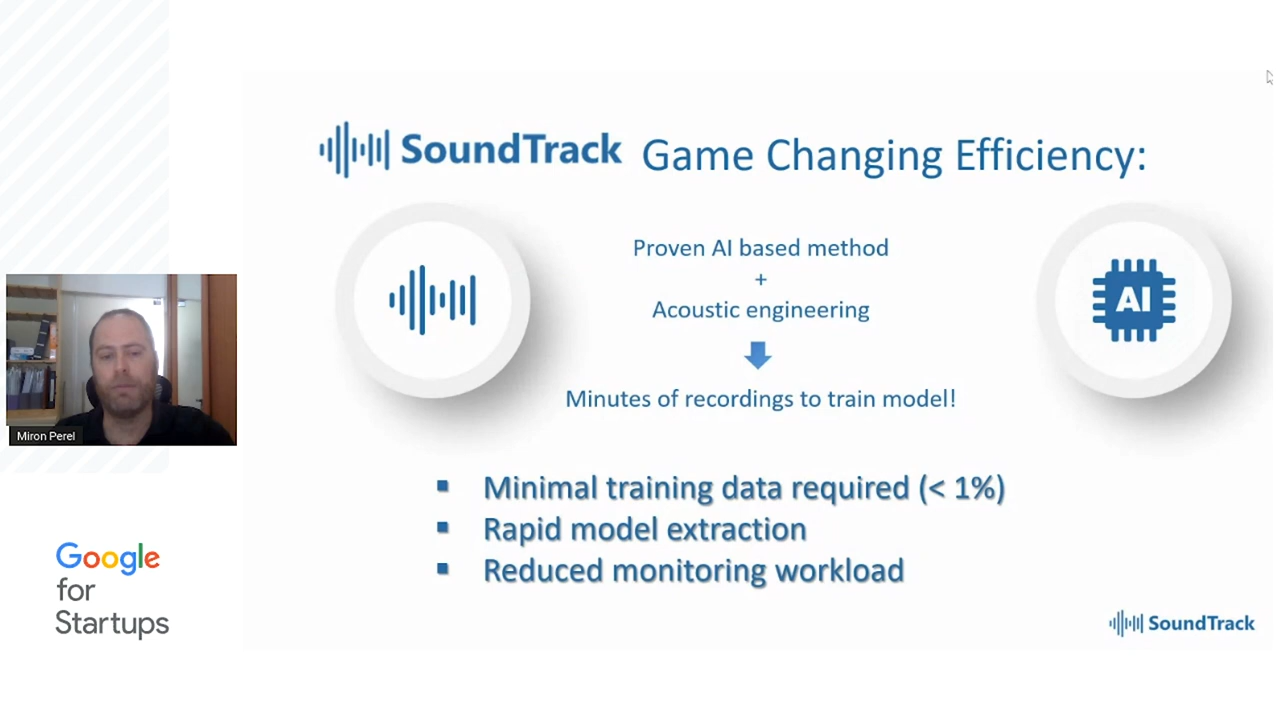 SoundTrack Game Changing Efficiency:
Proven AI based method
+
Acoustic engineering
AI
Minutes of recordings to train model!
Minimal training data required (< 1%)
Rapid model extraction
Reduced monitoring workload
Miron Perel
Google
for
Startups
SoundTrack